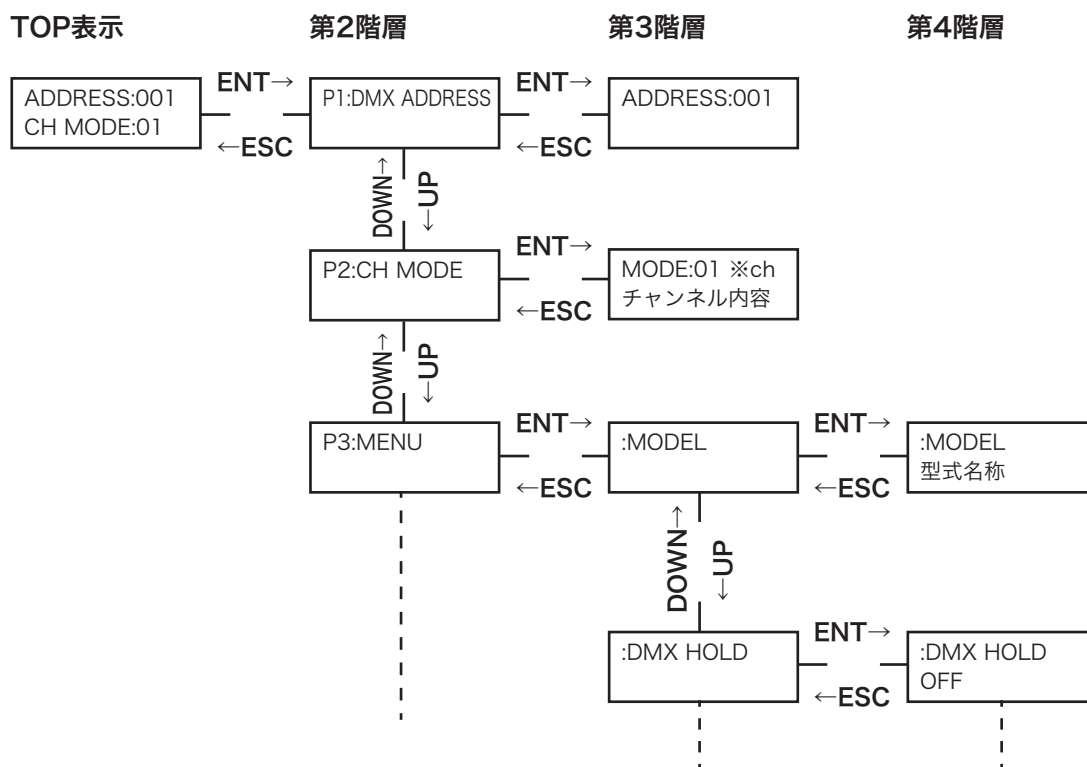 TOP表示
第2階層
第3階層
第4階層
ENT→
ENT→
ADDRESS:001
CH MODE:01
P1:DMX ADDRESS
ADDRESS:001
←ESC
←ESC
DOWN→
←UP
ENT→
P2:CH MODE
MODE:01 ※ch
チャンネル内容
←ESC
DOWN→
←UP
ENT→
ENT→
P3:MENU
:MODEL
:MODEL
型式名称
←ESC
←ESC
DOWN→
←UP
ENT→
:DMX HOLD
:DMX HOLD
OFF
←ESC